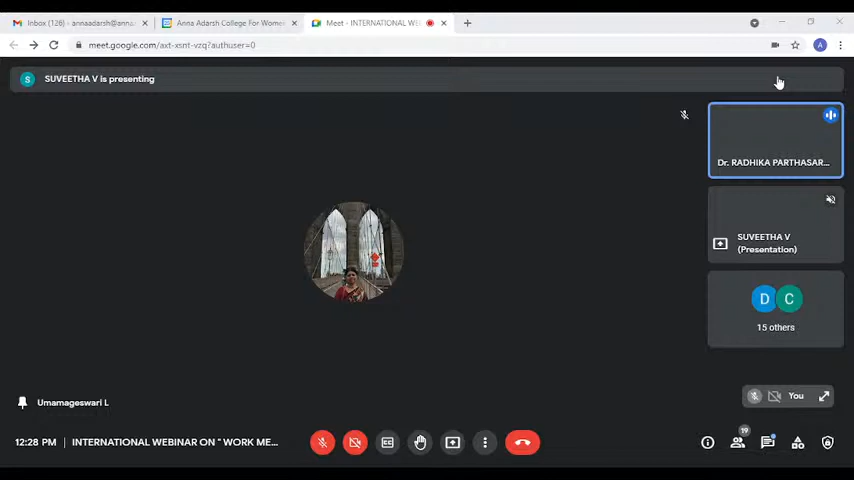 Inbox (101) - annaadarsh@anna.
Anna Adarsh College For Women
Meet - INTERNATIONAL WE
meet.google.com/axt-xsnt-vzq?authuser=0
A
S
SUVEETHA V is presenting
Dr. RADHIKA PARTHASAR...
SUVEETHA V
(Presentation)
D C
15 others
Umamageswari L
You
12:28 PM | INTERNATIONAL WEBINAR ON " WORK ME...
19